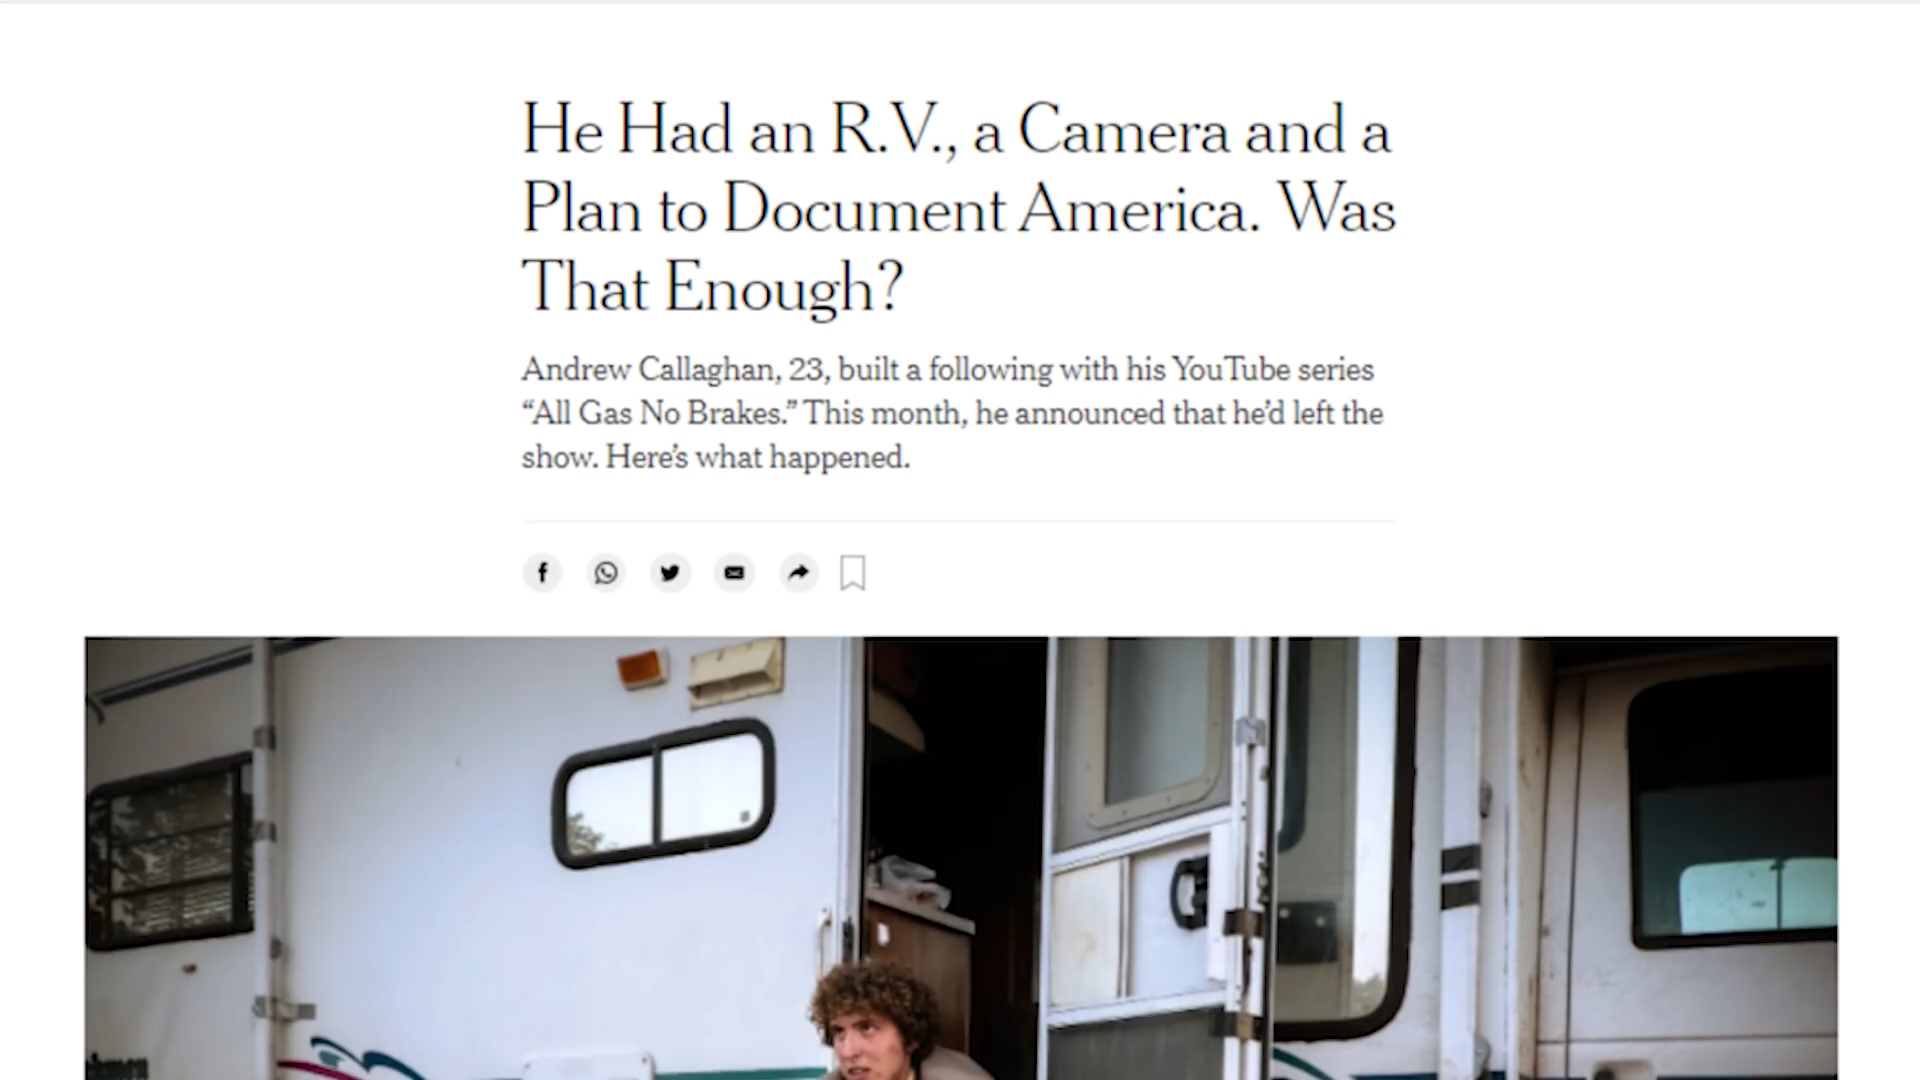 He Had an R.V., a Camera and a
Plan to Document America. Was
That Enough?
Andrew Callaghan, 23, built a following with his YouTube series
“All Gas No Brakes.” This month, he announced that he’d left the
show. Here’s what happened.